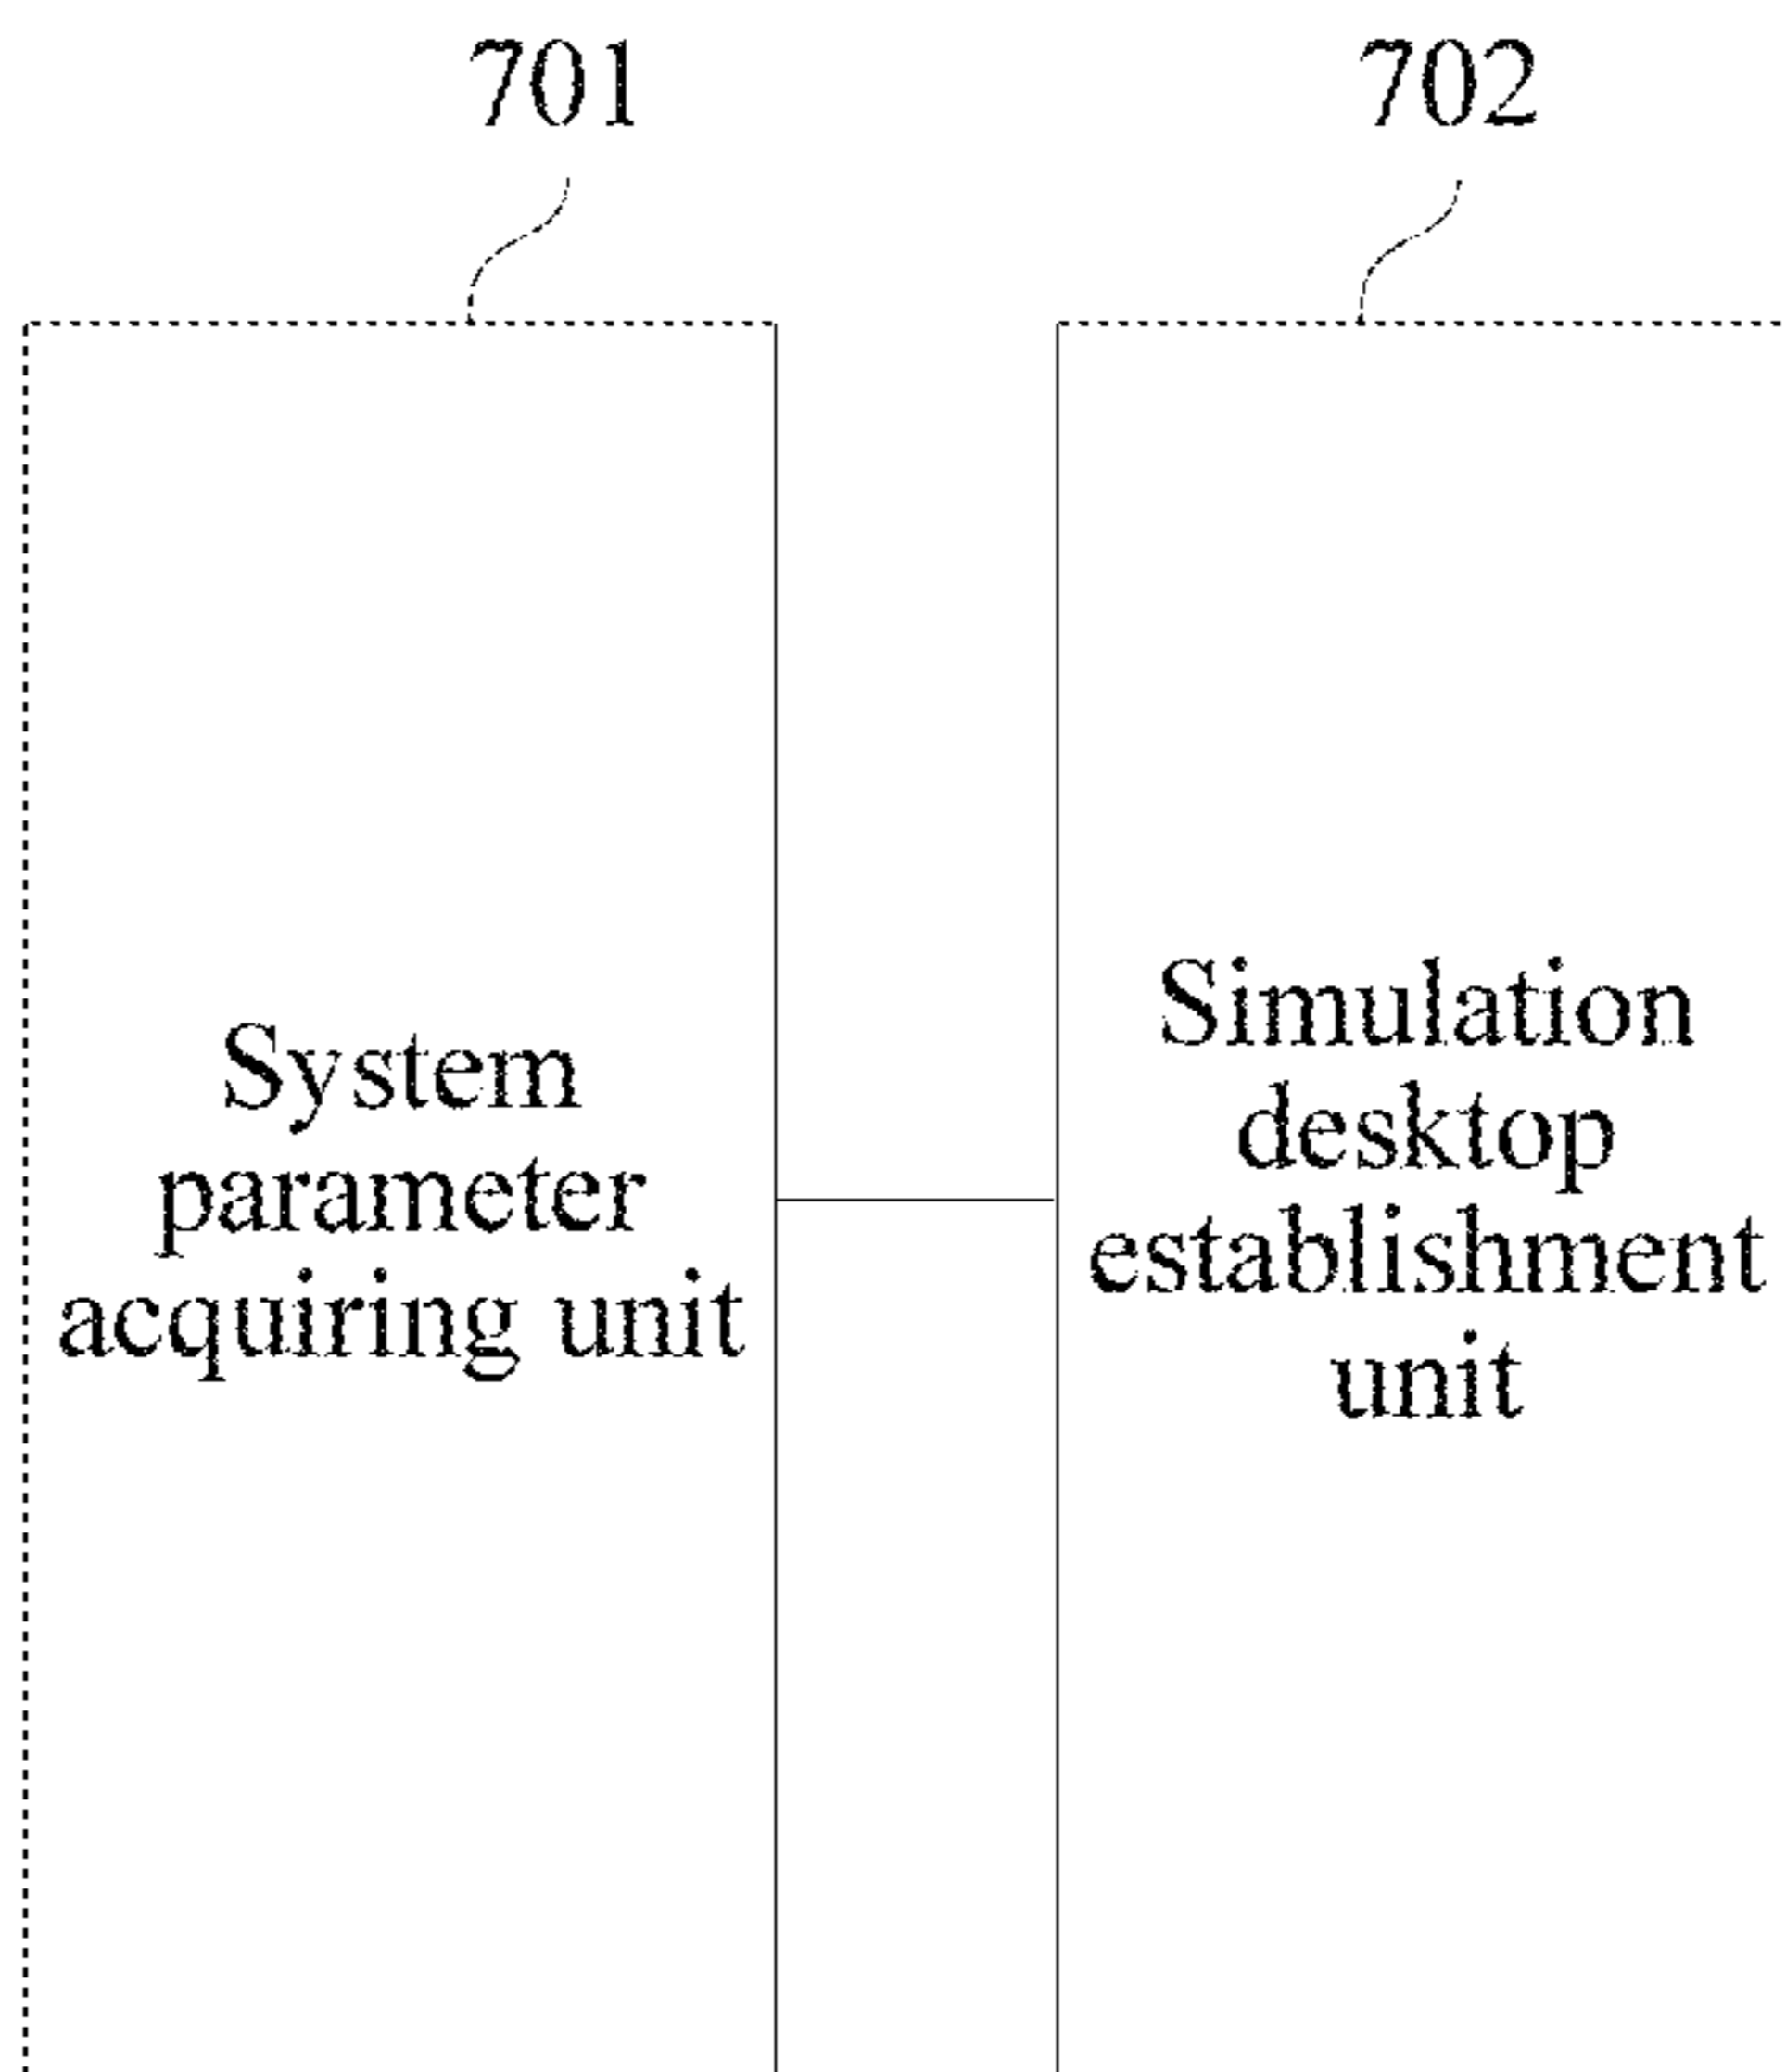 701
702
System
parameter
acquiring unit
Simulation
desktop
establishment
unit